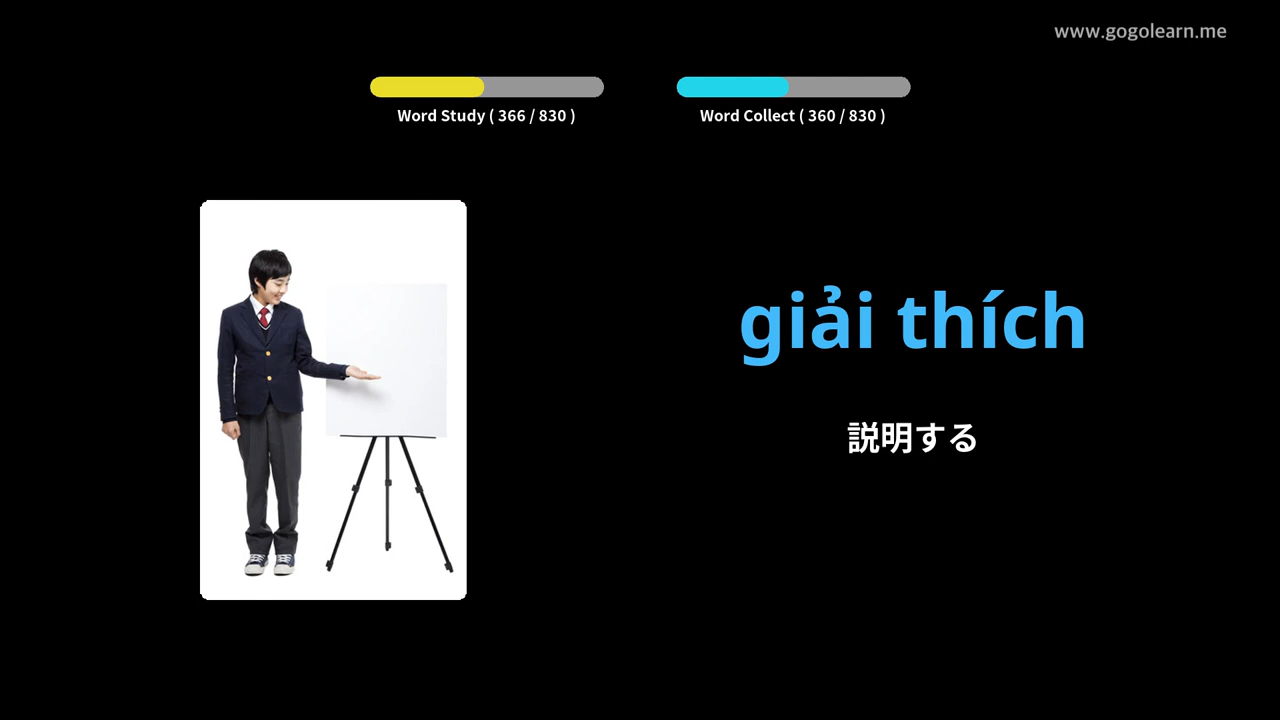 www.gogolearn.me
Word Study ( 366 / 830 )
Word Collect ( 360 / 830 )
giải thích
説明する